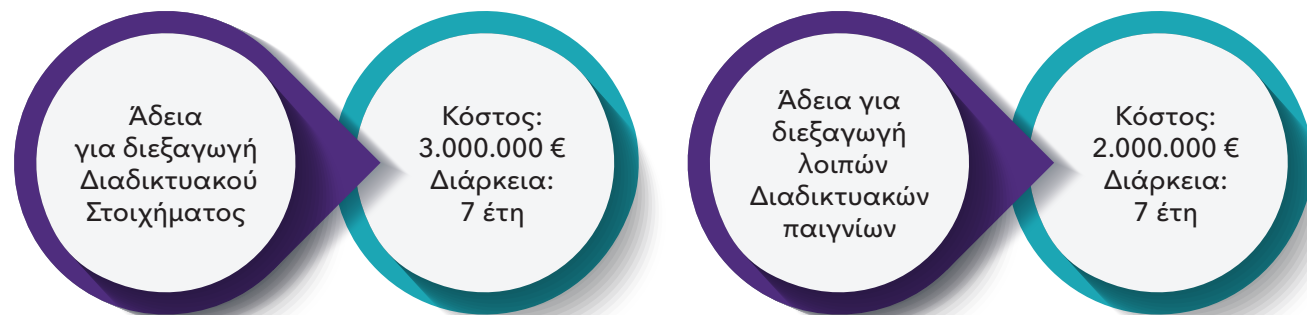 Άδεια
για διεξαγωγή
Διαδικτυακού
Στοιχήματος
Κόστος:
3.000.000 €
Διάρκεια:
7 έτη
Άδεια για
διεξαγωγή
λοιπών
Διαδικτυακών
παιγνίων
Κόστος:
2.000.000 €
Διάρκεια:
7 έτη